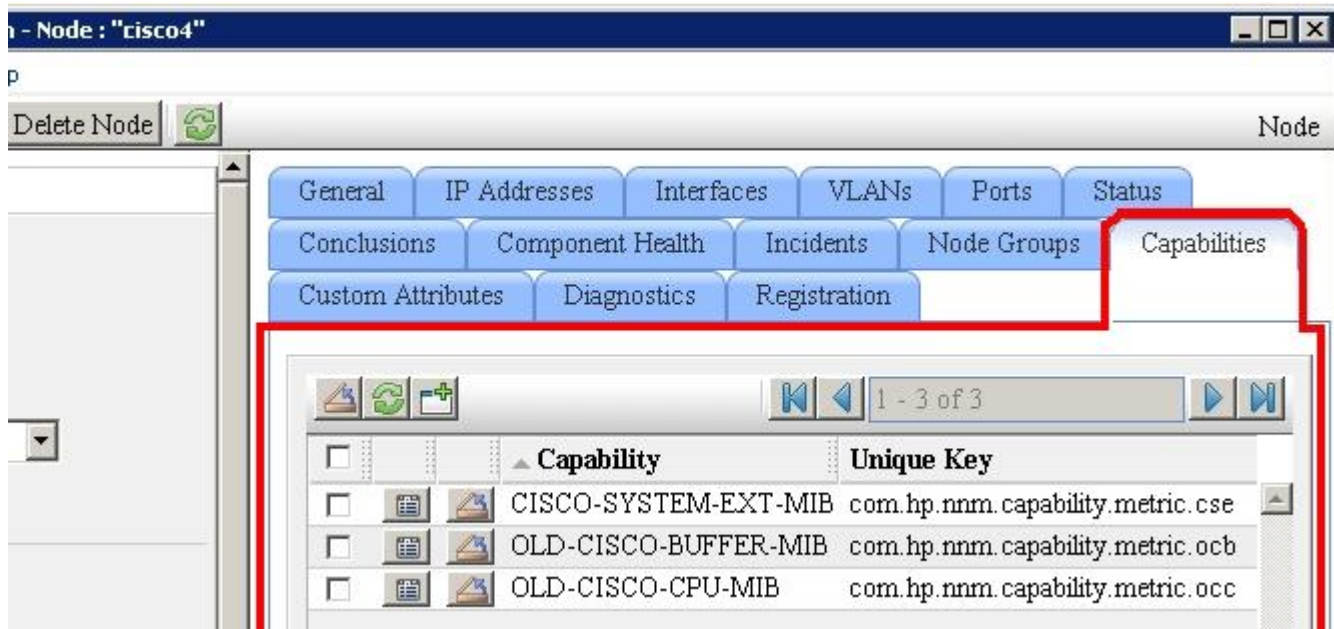 - Node : "cisco4"
p
Delete Node
Node
General IP Addresses Interfaces VLANs Ports Status
Conclusions Component Health Incidents Node Groups Capabilities
Custom Attributes Diagnostics Registration
1 - 3 of 3
Capability Unique Key
CISCO-SYSTEM-EXT-MIB com.hp.nnm.capability.metric.cse
OLD-CISCO-BUFFER-MIB com.hp.nnm.capability.metric.ocb
OLD-CISCO-CPU-MIB com.hp.nnm.capability.metric.occ